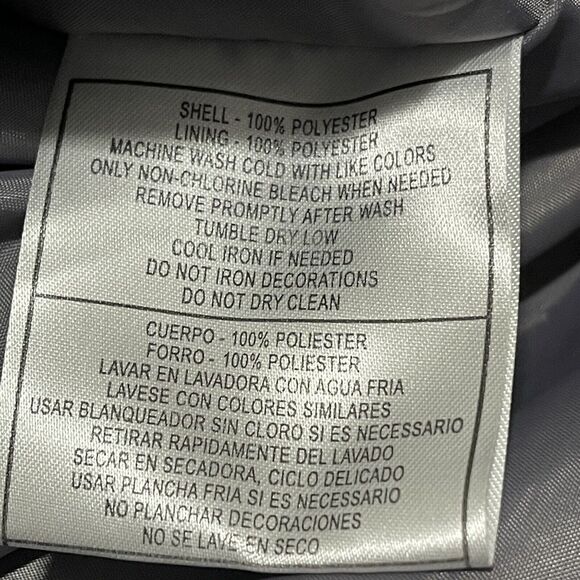 SHELL - 100% POLYESTER
LINING - 100% POLYESTER
MACHINE WASH COLD WITH LIKE COLORS
ONLY NON-CHLORINE BLEACH WHEN NEEDED
REMOVE PROMPTLY AFTER WASH
TUMBLE DRY LOW
COOL IRON IF NEEDED
DO NOT IRON DECORATIONS
DO NOT DRY CLEAN
CUERPO - 100% POLIESTER
FORRO - 100% POLIESTER
LAVAR EN LAVADORA CON AGUA FRIA
LAVESE CON COLORES SIMILARES
USAR BLANQUEADOR SIN CLORO SI ES NECESSARIO
RETIRAR RAPIDAMENTE DEL LAVADO
SECAR EN SECADORA, CICLO DELICADO
USAR PLANCHA FRIA SI ES NECESSARIO
NO PLANCHAR DECORACIONES
NO SE LAVE EN SECO